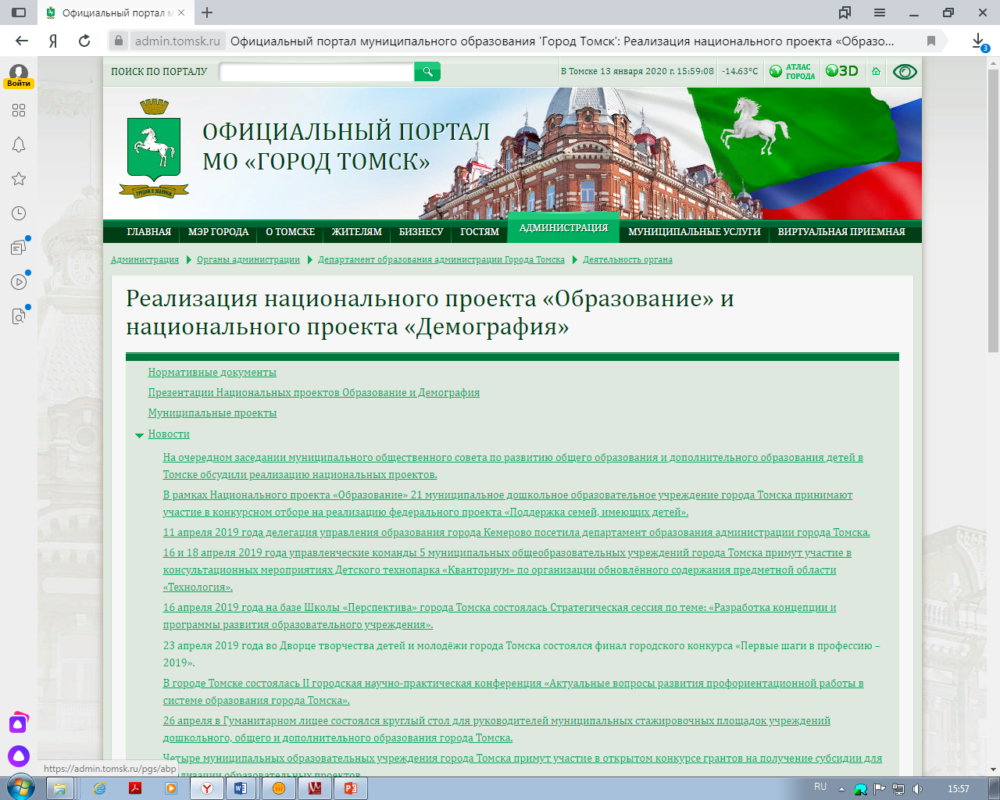 Официальный портал м
admin.tomsk.ru Официальный портал муниципального образования 'Город Томск': Реализация национального проекта «Образо...
3
Войти
ПОИСК ПО ПОРТАЛУ
В Томске 13 января 2020 г. 15:59:08 -14.63°C АТЛАС ГОРОДА 3D
ОФИЦИАЛЬНЫЙ ПОРТАЛ
МО «ГОРОД ТОМСК»
ТРУДОМ И ЗНАНИЕМ
ГЛАВНАЯ МЭР ГОРОДА О ТОМСКЕ ЖИТЕЛЯМ БИЗНЕСУ ГОСТЯМ АДМИНИСТРАЦИЯ МУНИЦИПАЛЬНЫЕ УСЛУГИ ВИРТУАЛЬНАЯ ПРИЕМНАЯ
Администрация Органы администрации Департамент образования администрации Города Томска Деятельность органа
Реализация национального проекта «Образование» и
национального проекта «Демография»
Нормативные документы
Презентации Национальных проектов Образование и Демография
Муниципальные проекты
Новости
На очередном заседании муниципального общественного совета по развитию общего образования и дополнительного образования детей в
Томске обсудили реализацию национальных проектов.
В рамках Национального проекта «Образование» 21 муниципальное дошкольное образовательное учреждение города Томска принимают
участие в конкурсном отборе на реализацию федерального проекта «Поддержка семей, имеющих детей».
11 апреля 2019 года делегация управления образования города Кемерово посетила департамент образования администрации города Томска.
16 и 18 апреля 2019 года управленческие команды 5 муниципальных общеобразовательных учреждений города Томска примут участие в
консультационных мероприятиях Детского технопарка «Кванториум» по организации обновлённого содержания предметной области
«Технология».
16 апреля 2019 года на базе Школы «Перспектива» города Томска состоялась Стратегическая сессия по теме: «Разработка концепции и
программы развития образовательного учреждения».
23 апреля 2019 года во Дворце творчества детей и молодёжи города Томска состоялся финал городского конкурса «Первые шаги в профессию –
2019».
В городе Томске состоялась II городская научно-практическая конференция «Актуальные вопросы развития профориентационной работы в
системе образования города Томска».
26 апреля в Гуманитарном лицее состоялся круглый стол для руководителей муниципальных стажировочных площадок учреждений
дошкольного, общего и дополнительного образования города Томска.
Четыре муниципальных образовательных учреждения города Томска примут участие в открытом конкурсе грантов на получение субсидии для
образовательных проектов.
https://admin.tomsk.ru/pgs/abp
RU 15:57